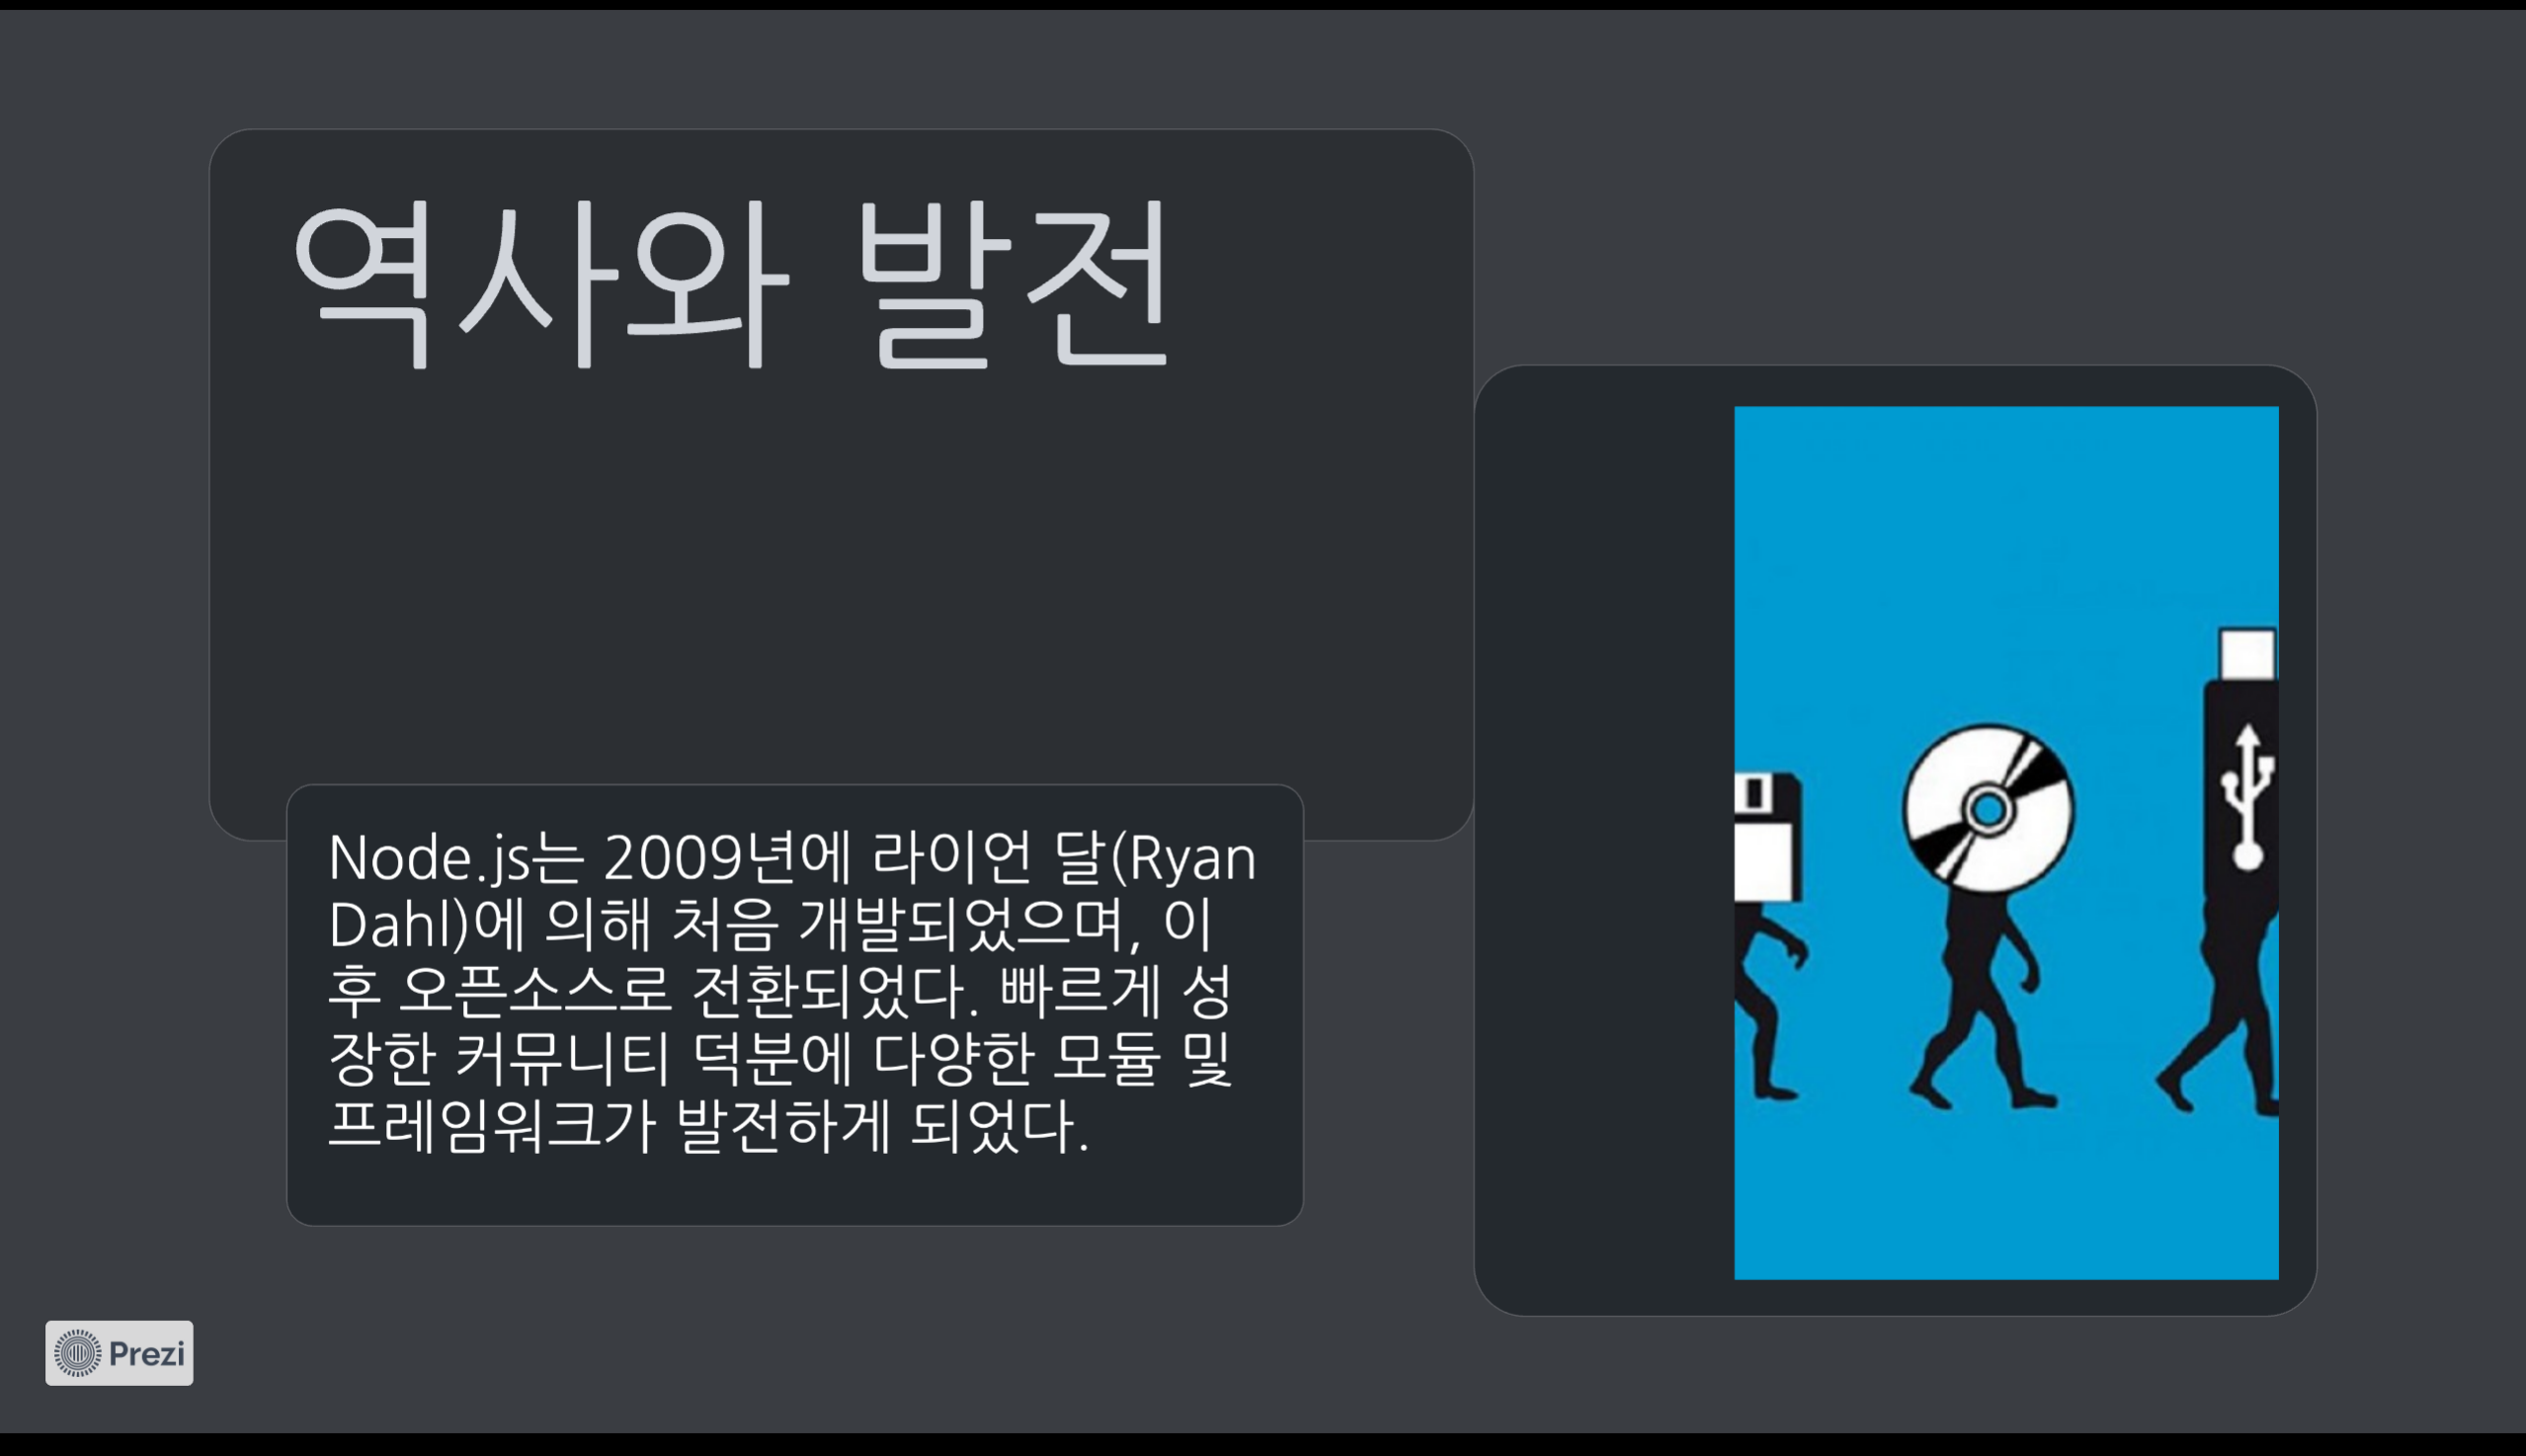 역사와 발전
Node.js는 2009년에 라이언 달(Ryan
Dahl)에 의해 처음 개발되었으며, 이
후 오픈소스로 전환되었다. 빠르게 성
장한 커뮤니티 덕분에 다양한 모듈 및
프레임워크가 발전하게 되었다.
Prezi